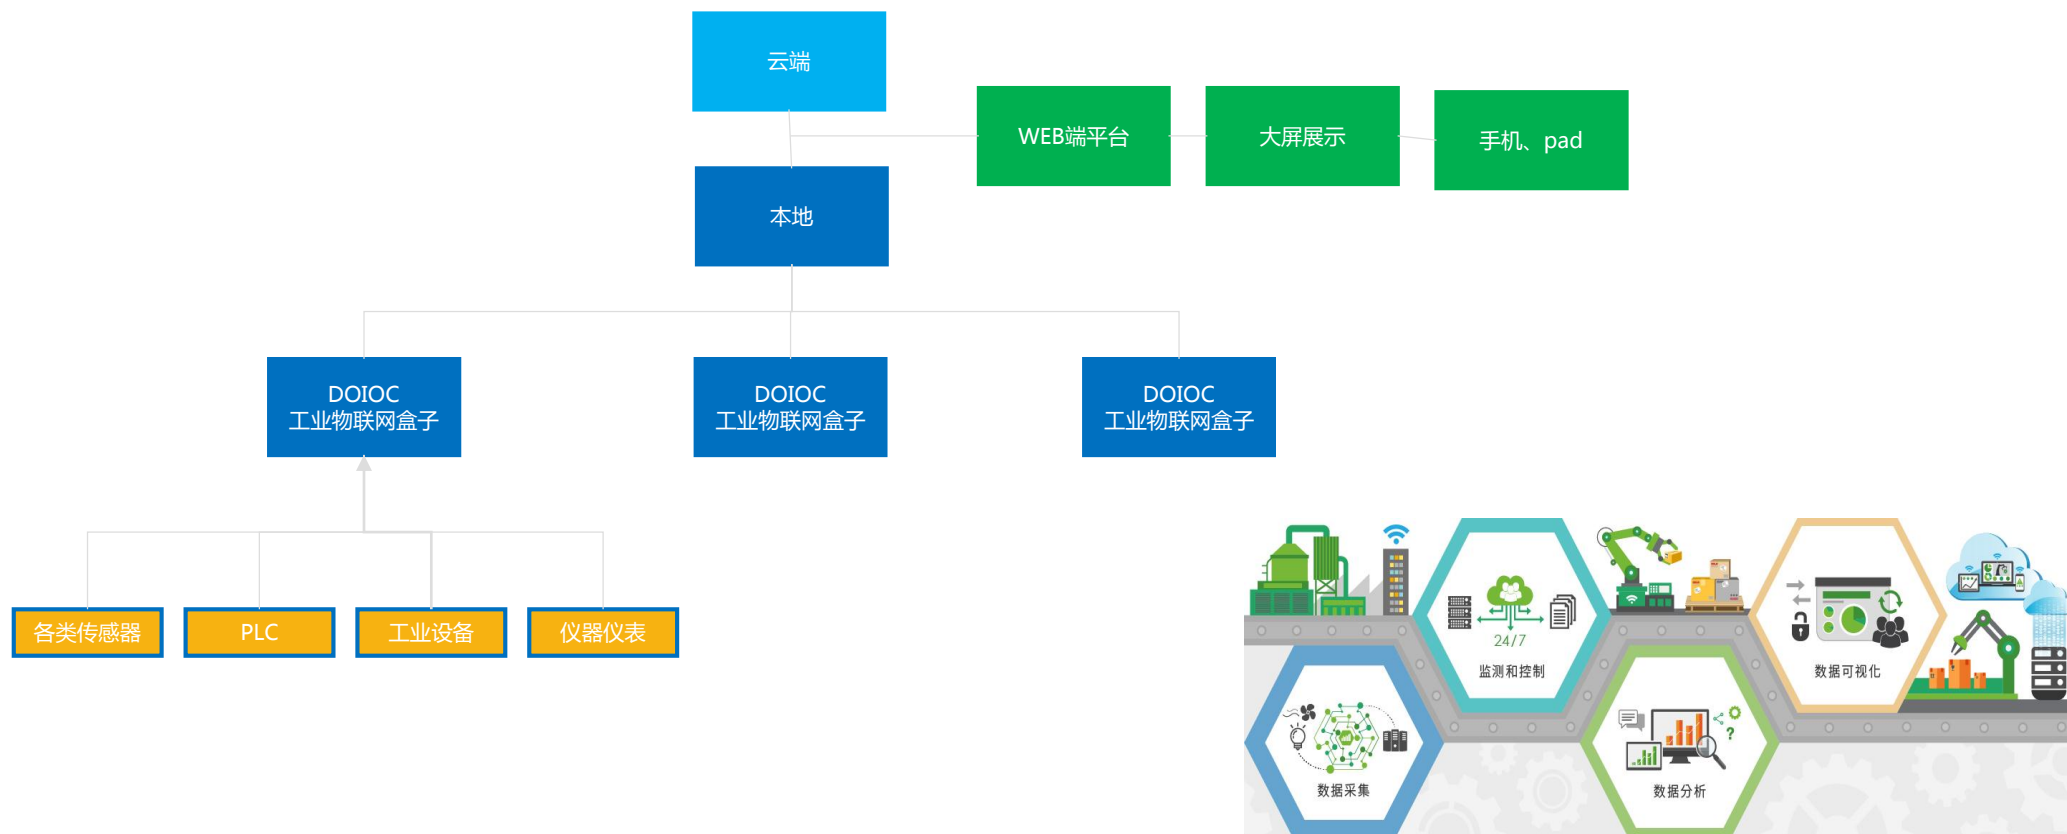 云端
WEB端平台
大屏展示
手机、pad
本地
DOIOC
工业物联网盒子
DOIOC
工业物联网盒子
DOIOC
工业物联网盒子
各类传感器
PLC
工业设备
仪器仪表
24/7
监测和控制
数据可视化
?
数据采集
数据分析